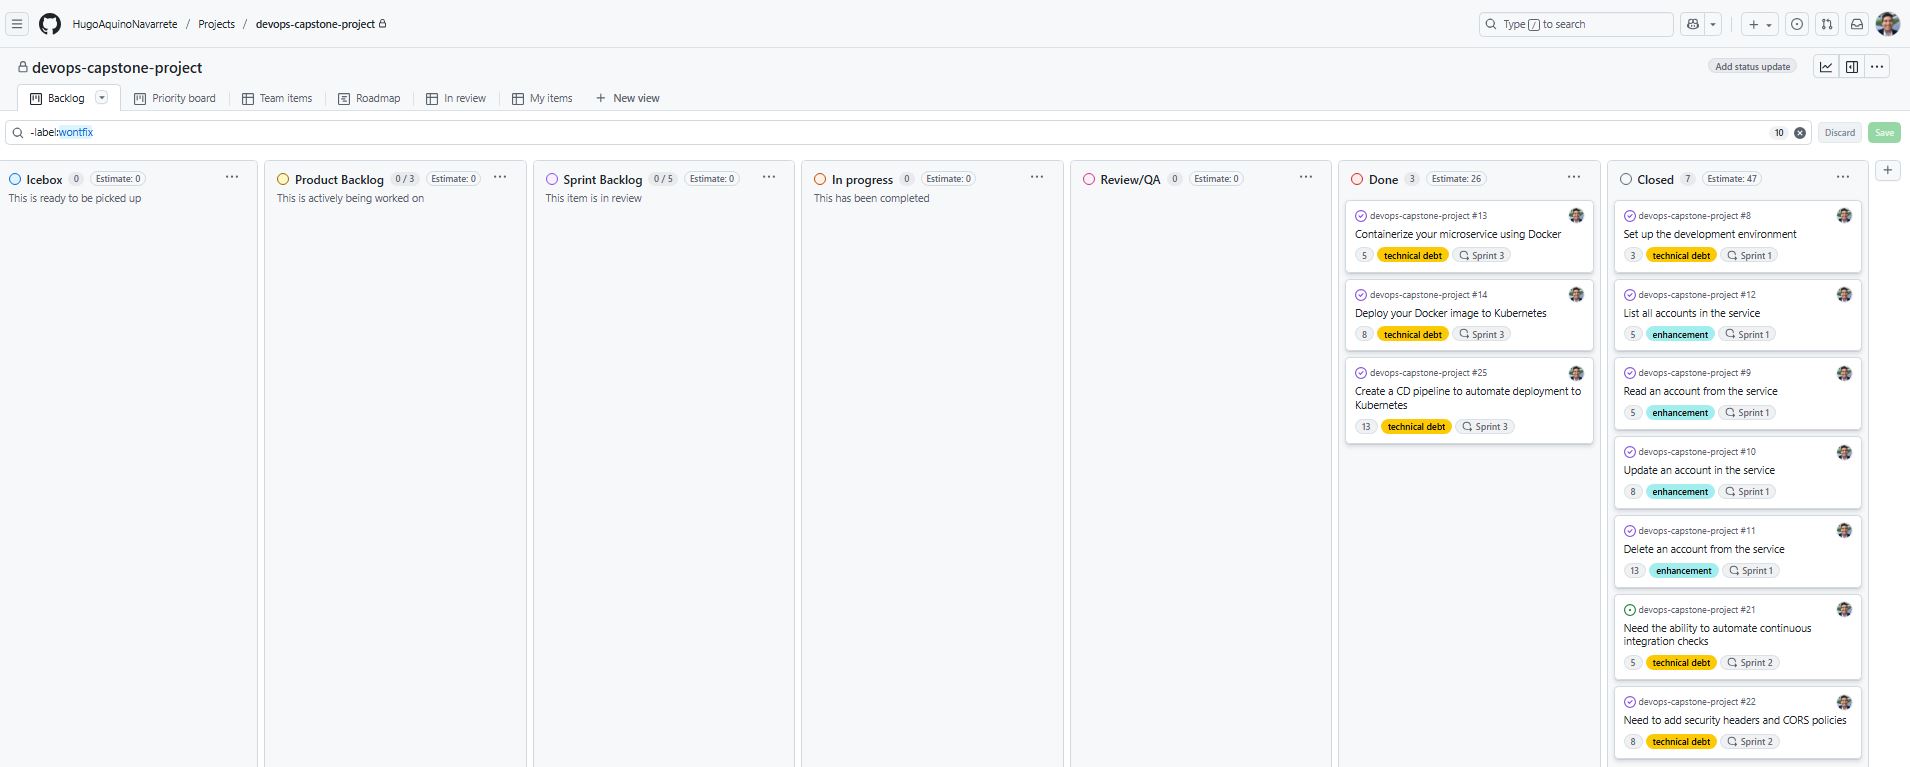 HugoAquinoNavarrete / Projects / devops-capstone-project
Type / to search
devops-capstone-project
Add status update
Backlog
Priority board
Team items
Roadmap
In review
My items
New view
-label:wontfix
10
Discard
Save
Icebox 0 Estimate: 0
This is ready to be picked up
Product Backlog 0 / 3 Estimate: 0
This is actively being worked on
Sprint Backlog 0 / 5 Estimate: 0
This item is in review
In progress 0 Estimate: 0
This has been completed
Review/QA 0 Estimate: 0
Done 3 Estimate: 26
devops-capstone-project #13
Containerize your microservice using Docker
5 technical debt Sprint 3
devops-capstone-project #14
Deploy your Docker image to Kubernetes
8 technical debt Sprint 3
devops-capstone-project #25
Create a CD pipeline to automate deployment to
Kubernetes
13 technical debt Sprint 3
Closed 7 Estimate: 47
devops-capstone-project #8
Set up the development environment
3 technical debt Sprint 1
devops-capstone-project #12
List all accounts in the service
5 enhancement Sprint 1
devops-capstone-project #9
Read an account from the service
5 enhancement Sprint 1
devops-capstone-project #10
Update an account in the service
8 enhancement Sprint 1
devops-capstone-project #11
Delete an account from the service
13 enhancement Sprint 1
devops-capstone-project #21
Need the ability to automate continuous
integration checks
5 technical debt Sprint 2
devops-capstone-project #22
Need to add security headers and CORS policies
8 technical debt Sprint 2